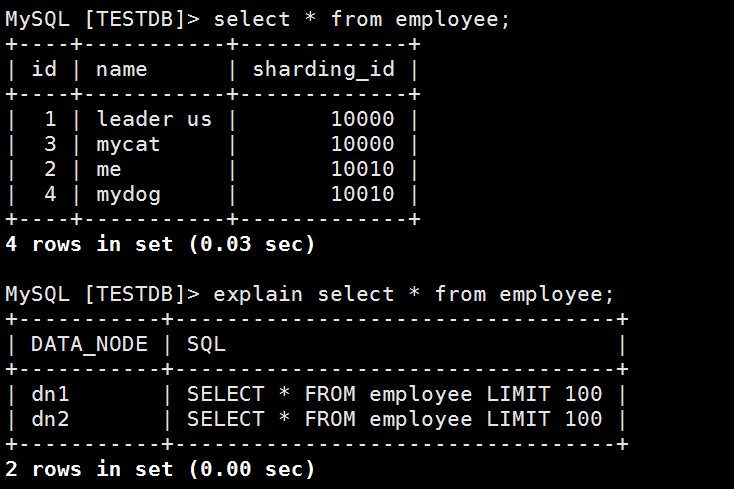 MySQL [TESTDB]> select * from employee;
+----+-----------+-------------+
| id | name      | sharding_id |
+----+-----------+-------------+
|  1 | leader us |       10000 |
|  3 | mycat     |       10000 |
|  2 | me        |       10010 |
|  4 | mydog     |       10010 |
+----+-----------+-------------+
4 rows in set (0.03 sec)

MySQL [TESTDB]> explain select * from employee;
+-----------+----------------------------------+
| DATA_NODE | SQL                              |
+-----------+----------------------------------+
| dn1       | SELECT * FROM employee LIMIT 100 |
| dn2       | SELECT * FROM employee LIMIT 100 |
+-----------+----------------------------------+
2 rows in set (0.00 sec)